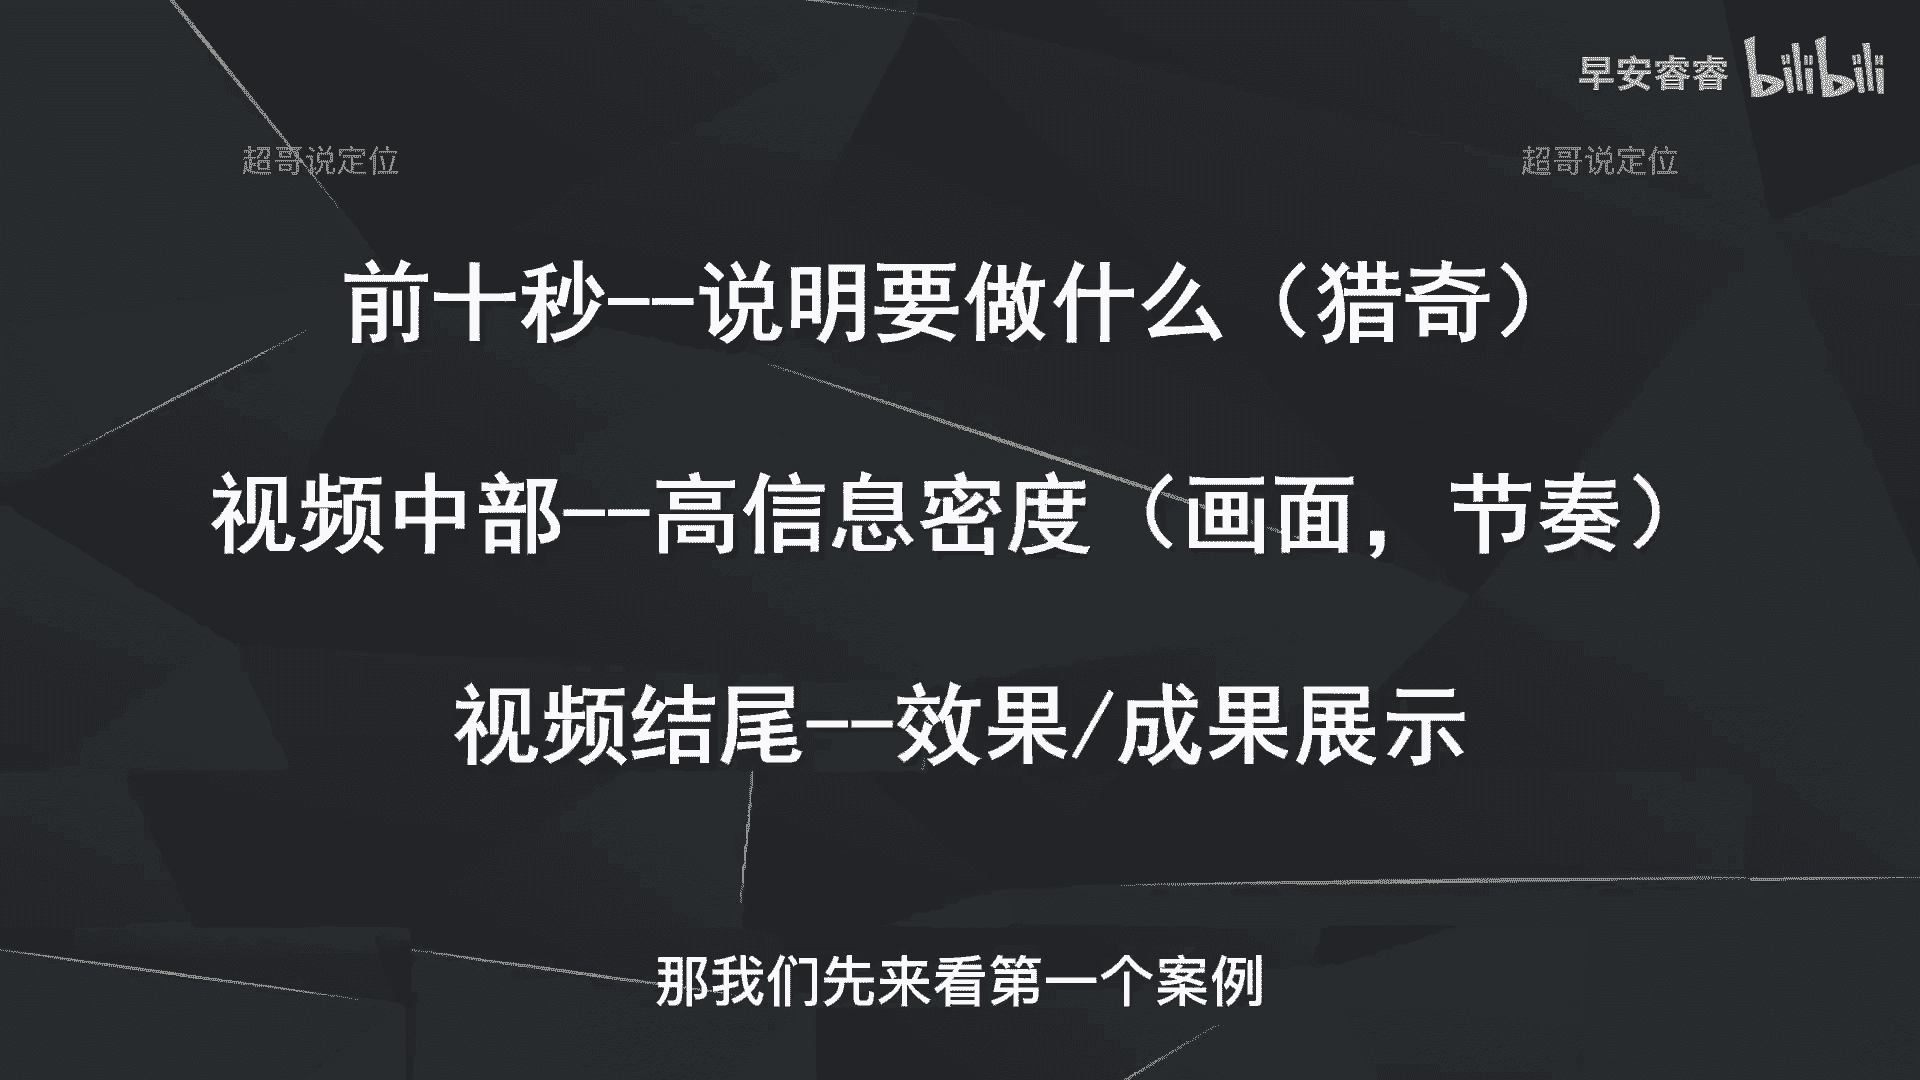 早安睿睿 bilibili
超哥说定位 超哥说定位
前十秒--说明要做什么（猎奇）
视频中部--高信息密度（画面，节奏）
视频结尾--效果/成果展示
那我们先来看第一个案例